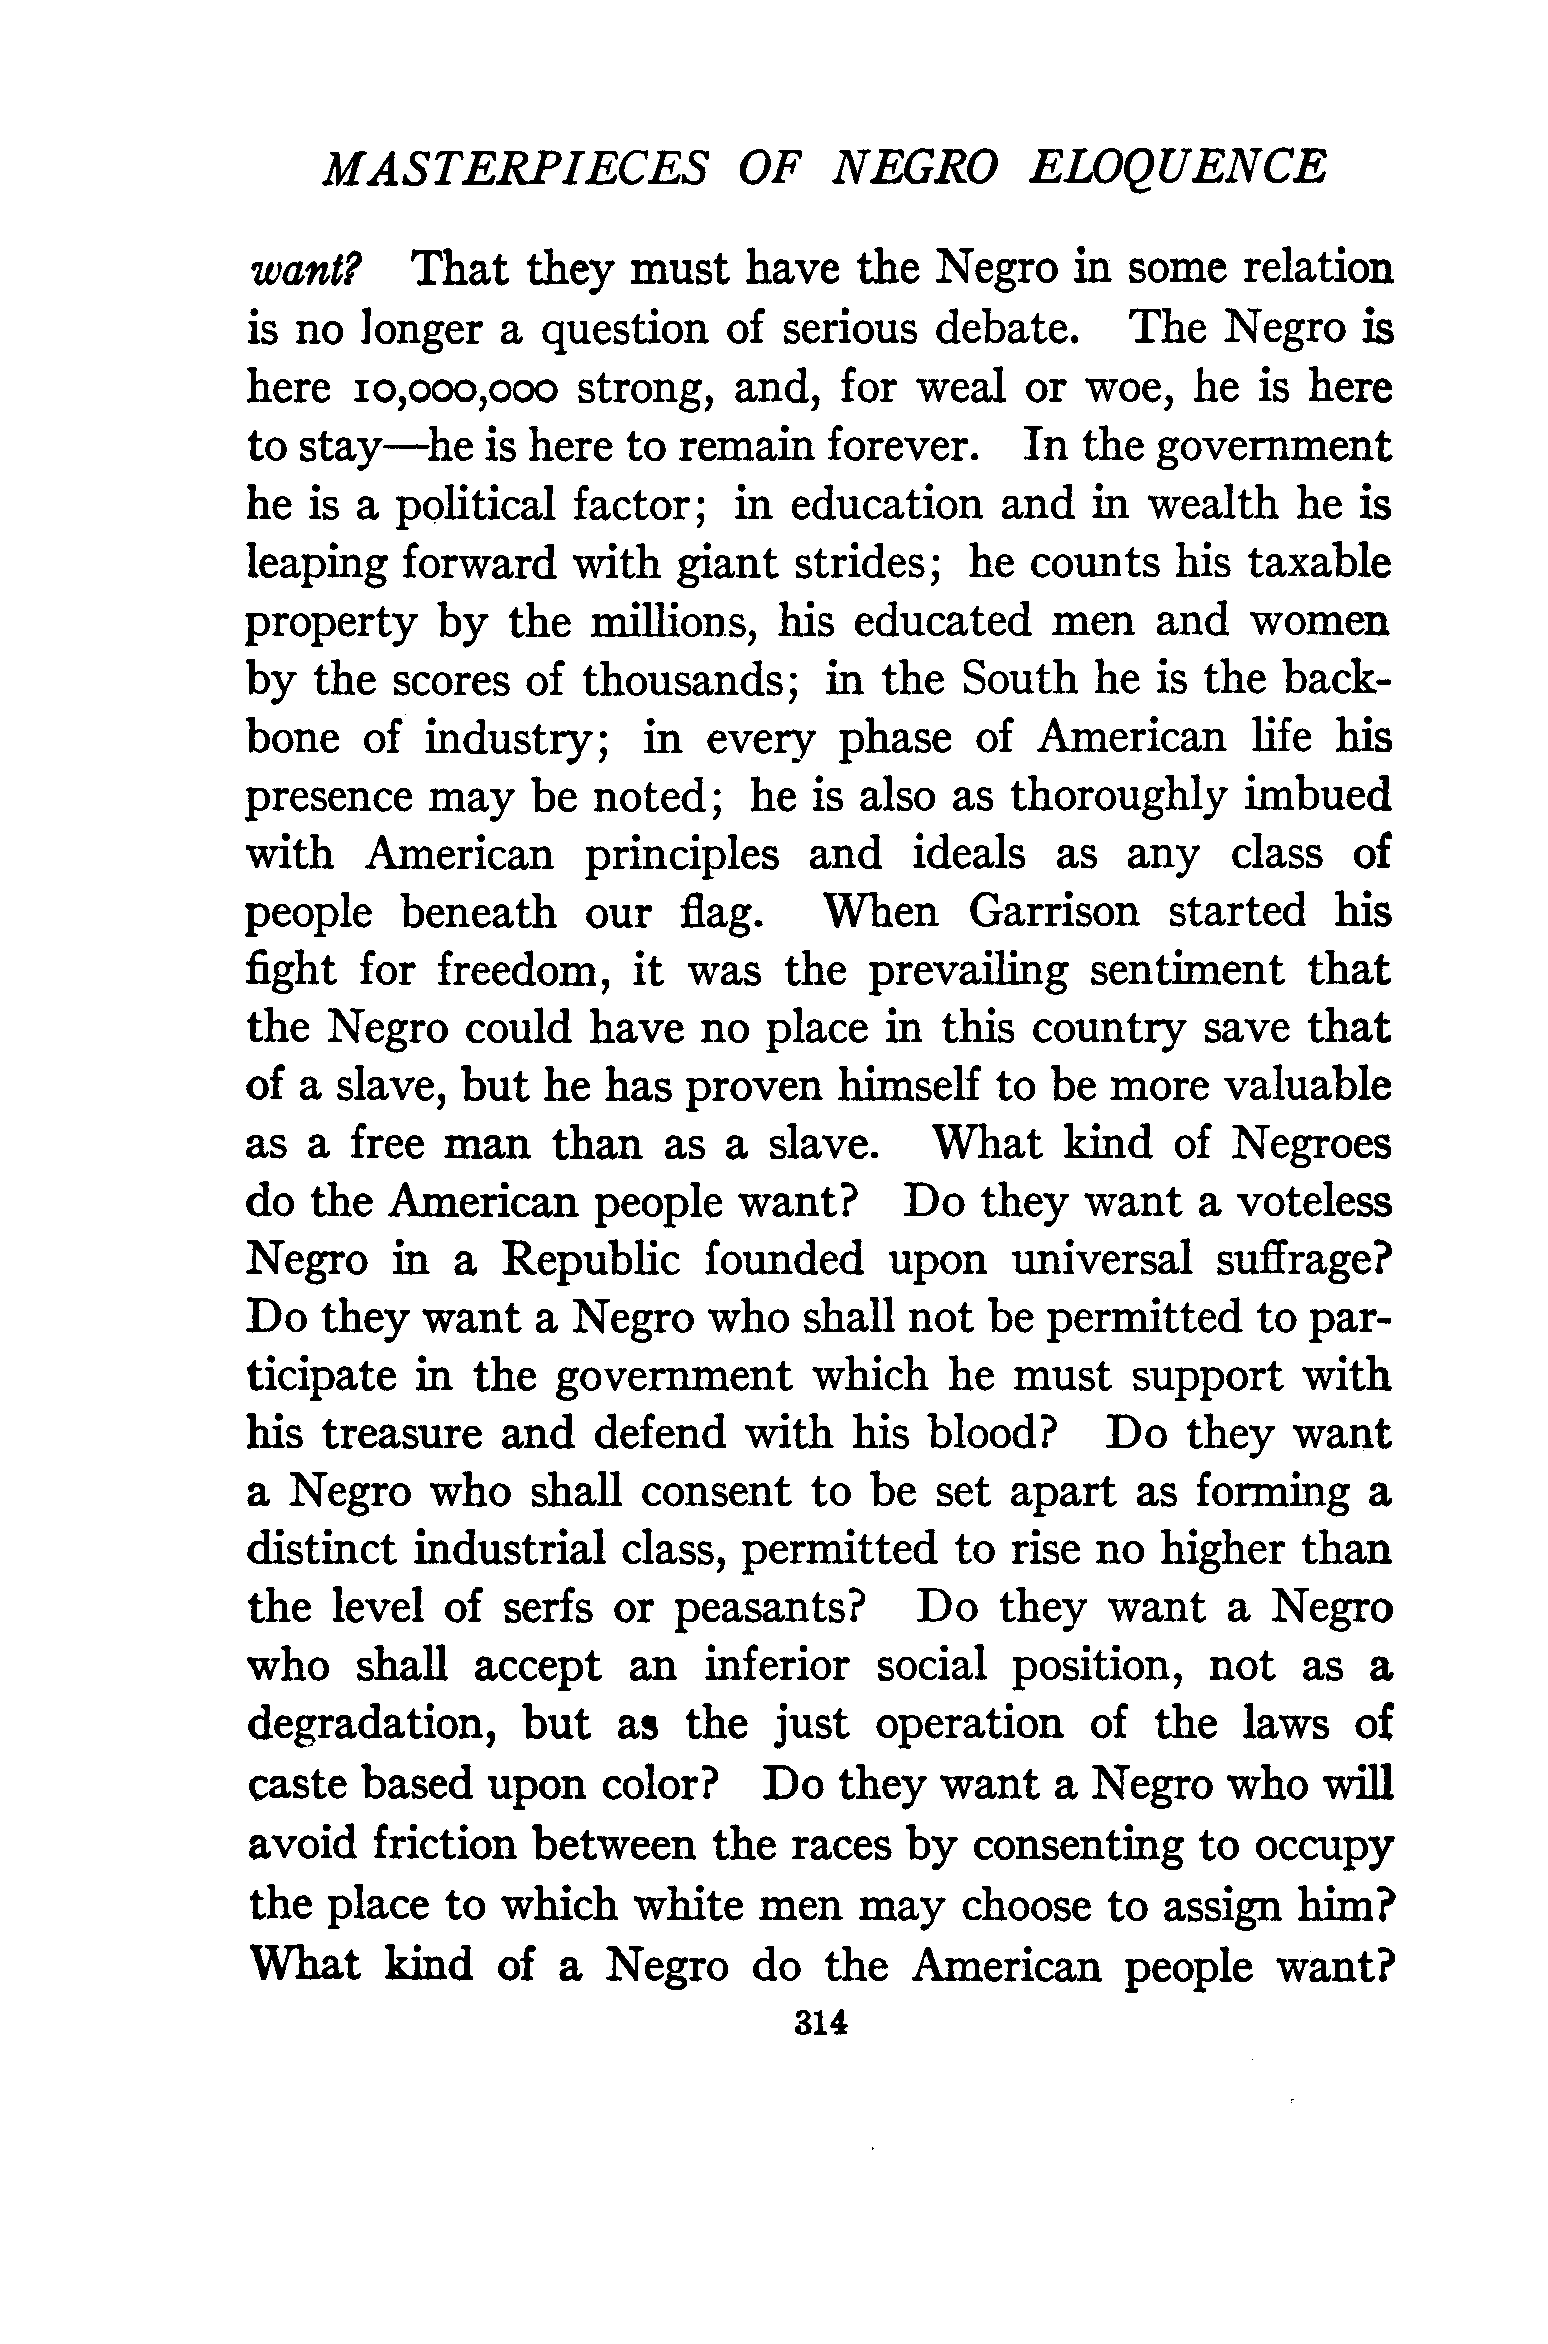 MASTERPIECES OF NEGRO ELOQUENCE
want? That they must have the Negro in some relation
is no longer a question of serious debate. The Negro is
here 10,000,000 strong, and, for weal or woe, he is here
to stay—he is here to remain forever. In the government
he is a political factor; in education and in wealth he is
leaping forward with giant strides; he counts his taxable
property by the millions, his educated men and women
by the scores of thousands; in the South he is the back-
bone of industry; in every phase of American life his
presence may be noted; he is also as thoroughly imbued
with American principles and ideals as any class of
people beneath our flag. When Garrison started his
fight for freedom, it was the prevailing sentiment that
the Negro could have no place in this country save that
of a slave, but he has proven himself to be more valuable
as a free man than as a slave. What kind of Negroes
do the American people want? Do they want a voteless
Negro in a Republic founded upon universal suffrage?
Do they want a Negro who shall not be permitted to par-
ticipate in the government which he must support with
his treasure and defend with his blood? Do they want
a Negro who shall consent to be set apart as forming a
distinct industrial class, permitted to rise no higher than
the level of serfs or peasants? Do they want a Negro
who shall accept an inferior social position, not as a
degradation, but as the just operation of the laws of
caste based upon color? Do they want a Negro who will
avoid friction between the races by consenting to occupy
the place to which white men may choose to assign him?
What kind of a Negro do the American people want?
314